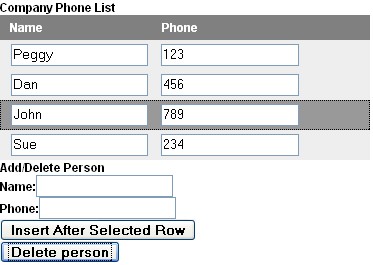 Company Phone List
Name Phone
Peggy 123
Dan 456
John 789
Sue 234
Add/Delete Person
Name:
Phone:
Insert After Selected Row
Delete person